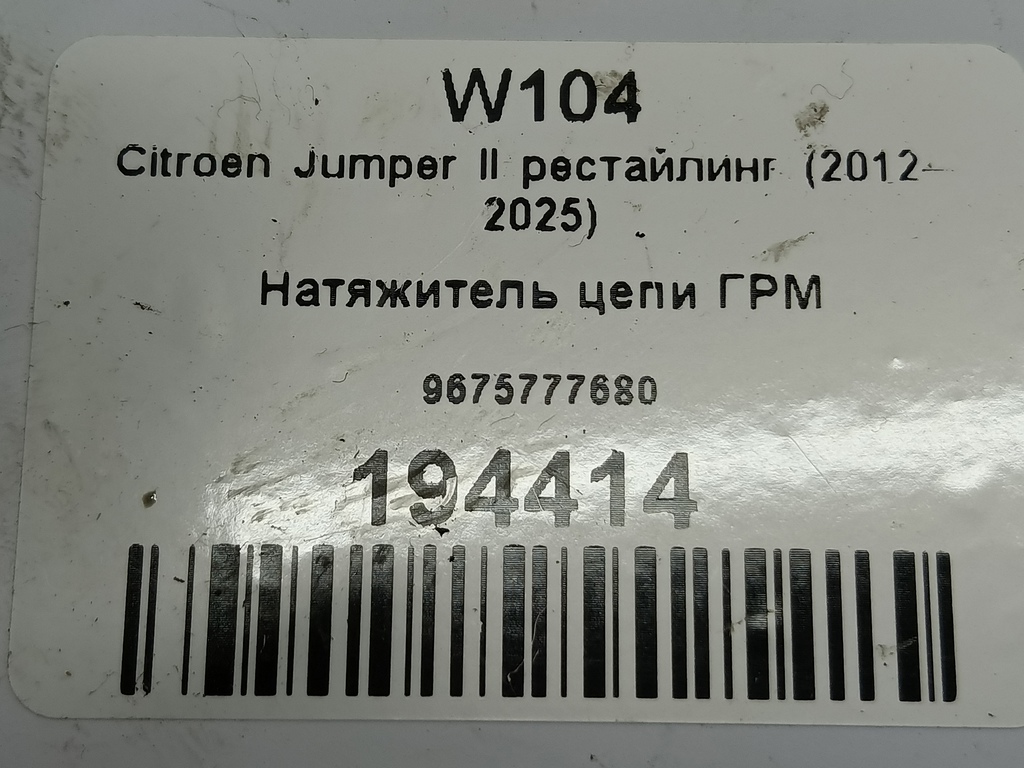 W104
Citroen Jumper II рестайлинг (2012-
2025)
Натяжитель цепи ГРМ
9675777680
194414